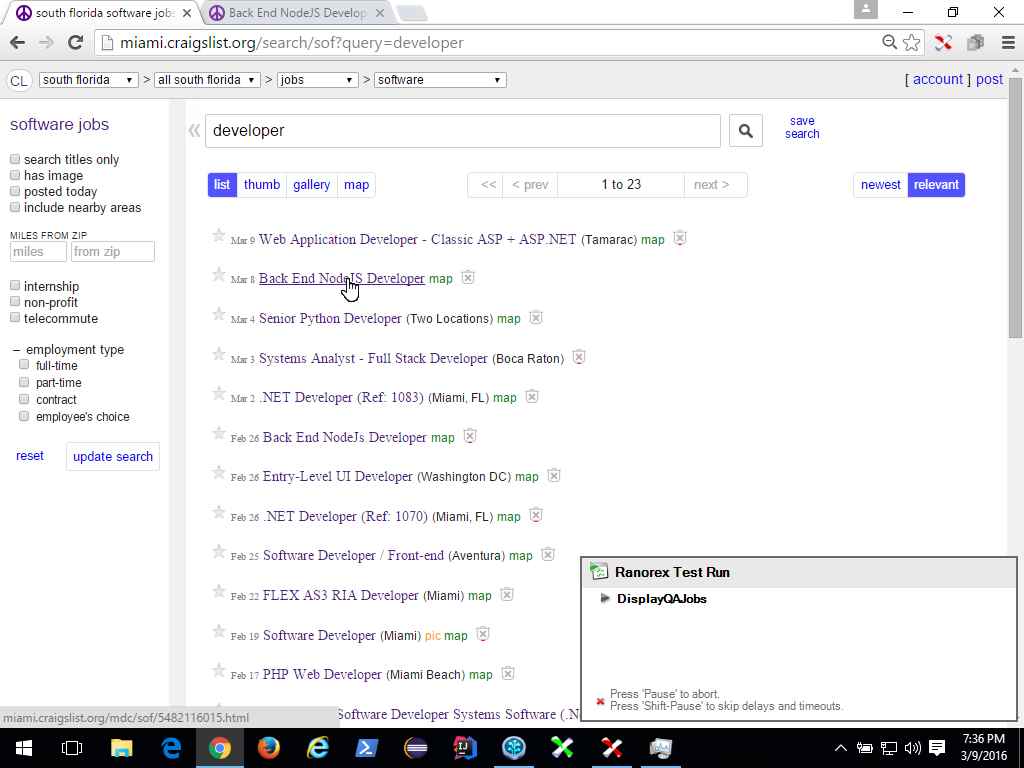 south florida software jobs
Back End NodeJS Develop
miami.craigslist.org/search/sof?query=developer
CL
south florida > all south florida > jobs > software
[ account ] post
software jobs
search titles only
has image
posted today
include nearby areas
MILES FROM ZIP
miles from zip
internship
non-profit
telecommute
– employment type
full-time
part-time
contract
employee's choice
reset update search
« developer
save
search
list thumb gallery map
<< < prev 1 to 23 next >
newest relevant
Mar 9 Web Application Developer - Classic ASP + ASP.NET (Tamarac) map
Mar 8 Back End NodeJS Developer map
Mar 4 Senior Python Developer (Two Locations) map
Mar 3 Systems Analyst - Full Stack Developer (Boca Raton)
Mar 2 .NET Developer (Ref: 1083) (Miami, FL) map
Feb 26 Back End NodeJs Developer map
Feb 26 Entry-Level UI Developer (Washington DC) map
Feb 26 .NET Developer (Ref: 1070) (Miami, FL) map
Feb 25 Software Developer / Front-end (Aventura) map
Feb 22 FLEX AS3 RIA Developer (Miami) map
Feb 19 Software Developer (Miami) pic map
Feb 17 PHP Web Developer (Miami Beach) map
Software Developer Systems Software (.N
Ranorex Test Run
DisplayQAJobs
Press 'Pause' to abort.
Press 'Shift-Pause' to skip delays and timeouts.
miami.craigslist.org/mdc/sof/5482116015.html
7:36 PM
3/9/2016